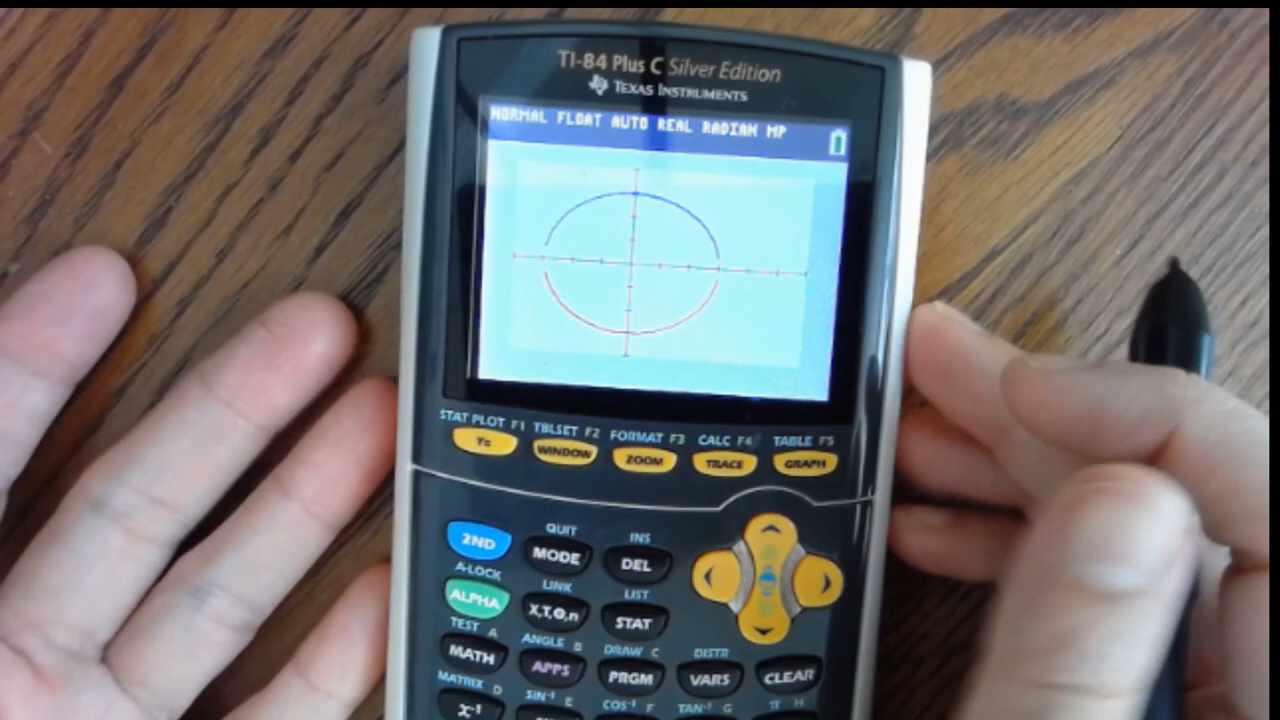 TI-84 Plus C Silver Edition
TEXAS INSTRUMENTS
NORMAL FLOAT AUTO REAL RADIAN MP
STAT PLOT F1 TBLSET F2 FORMAT F3 CALC F4 TABLE F5
Y= WINDOW ZOOM TRACE GRAPH
QUIT INS
2ND MODE DEL
A-LOCK LINK LIST
ALPHA X,T,Θ,n STAT
TEST A ANGLE B DRAW C DISTR
MATH APPS PRGM VARS CLEAR
MATRIX D SIN⁻¹ E COS⁻¹ F TAN⁻¹ G π H
X⁻¹